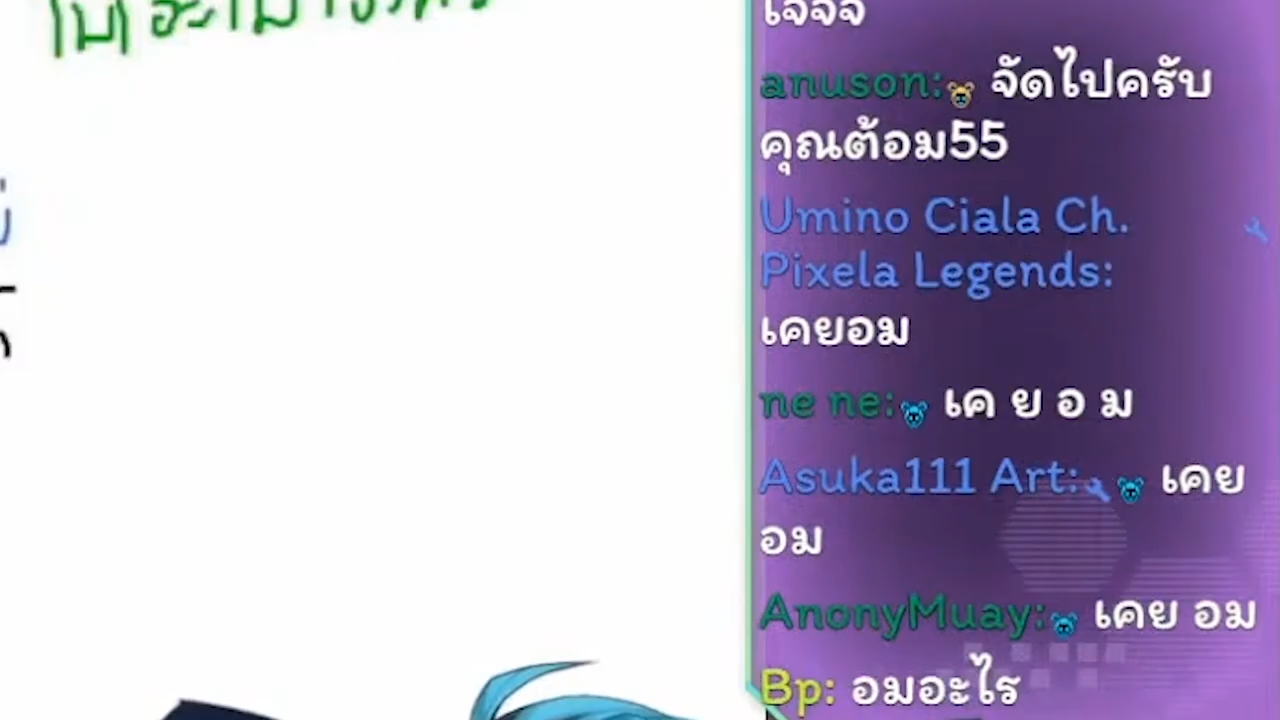 เจจจ
anuson: จัดไปครับ
คุณต้อม55
Umino Ciala Ch.
Pixela Legends:
เคยอม
ne ne: เค ย อ ม
Asuka111 Art: เคย
อม
AnonyMuay: เคย อม
Bp: อมอะไร